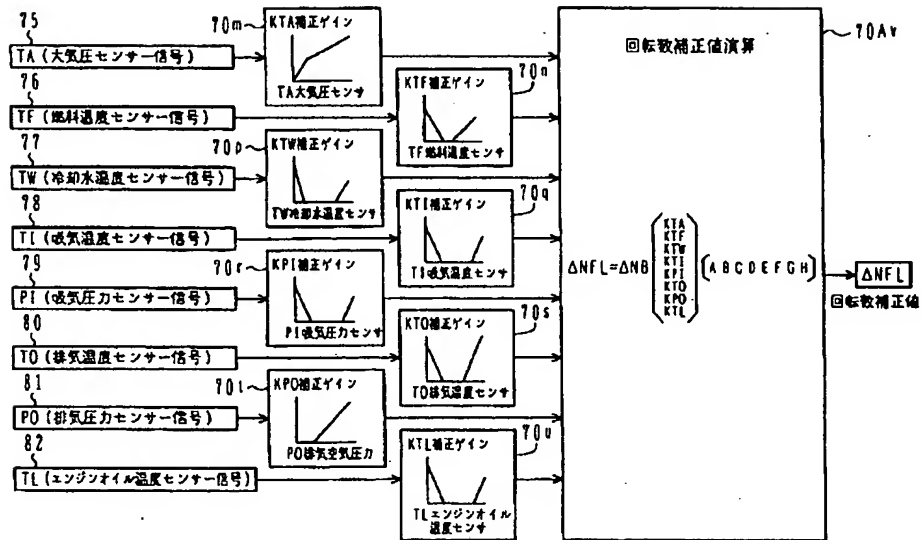 75
TA (大気圧センサー信号)
76
TF (燃料温度センサー信号)
77
TW (冷却水温度センサー信号)
78
TI (吸気温度センサー信号)
79
PI (吸気圧力センサー信号)
80
TO (排気温度センサー信号)
81
PO (排気圧力センサー信号)
82
TL (エンジンオイル温度センサー信号)
70m
KTA補正ゲイン
TA大気圧センサ
70n
KTF補正ゲイン
TF燃料温度センサ
70p
KTW補正ゲイン
TW冷却水温度センサ
70q
KTI補正ゲイン
TI吸気温度センサ
70r
KPI補正ゲイン
PI吸気圧力センサ
70s
KTO補正ゲイン
TO排気温度センサ
70t
KPO補正ゲイン
PO排気空気圧力
70u
KTL補正ゲイン
TLエンジンオイル
温度センサ
70Av
回転数補正値演算
ΔNFL=ΔNB
KTA
KTF
KTW
KTI
KPI
KTO
KPO
KTL
[A B C D E F G H]
ΔNFL
回転数補正値